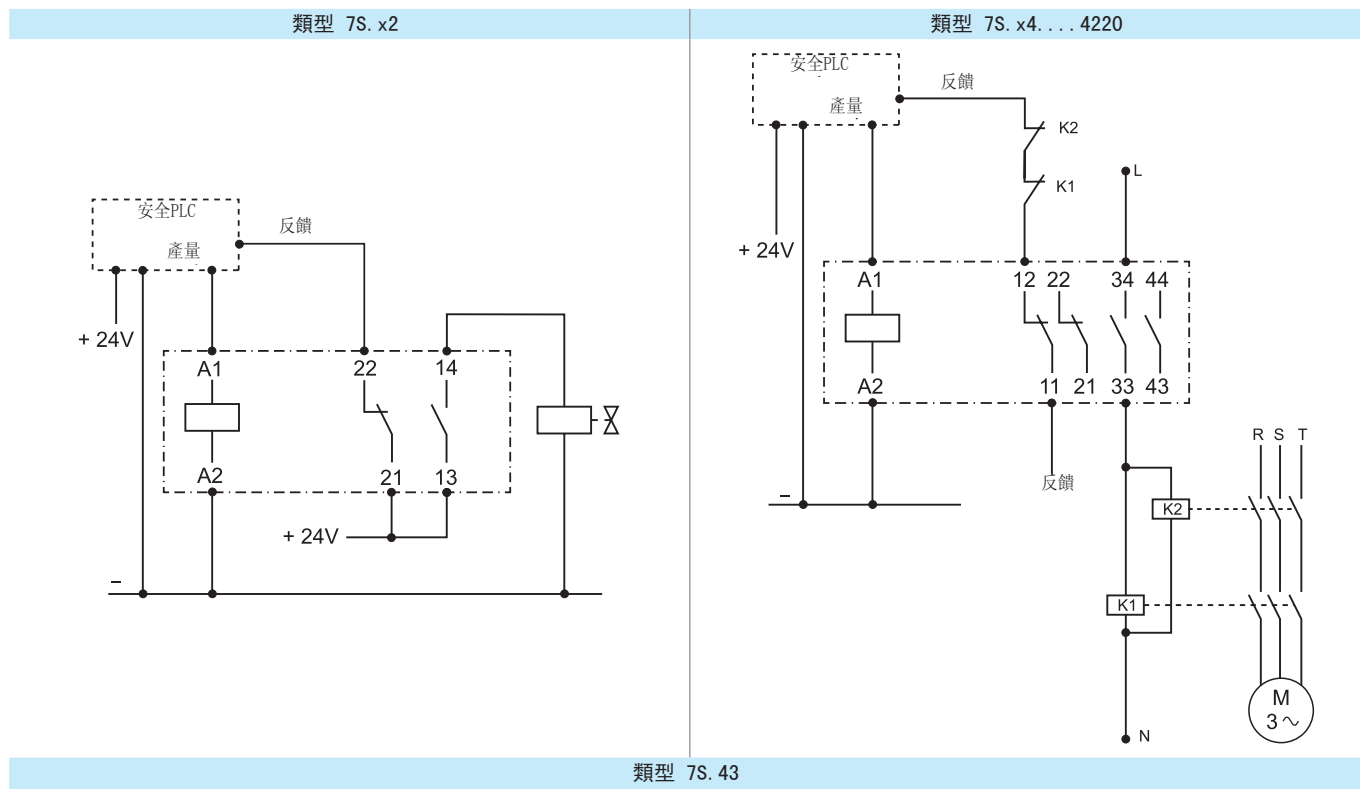 類型 7S.x2
類型 7S.x4....4220
安全PLC
產量
反饋
+ 24V
A1
22
14
A2
21
13
+ 24V
−
安全PLC
產量
反饋
K2
K1
L
+ 24V
A1
12 22 34 44
A2
11 21 33 43
反饋
−
R S T
K2
K1
M
3 ~
N
類型 7S.43